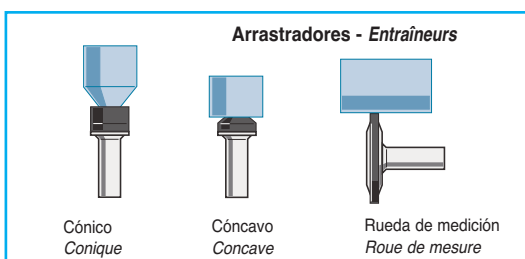 Arrastradores - Entraîneurs
Cónico
Conique
Cóncavo
Concave
Rueda de medición
Roue de mesure